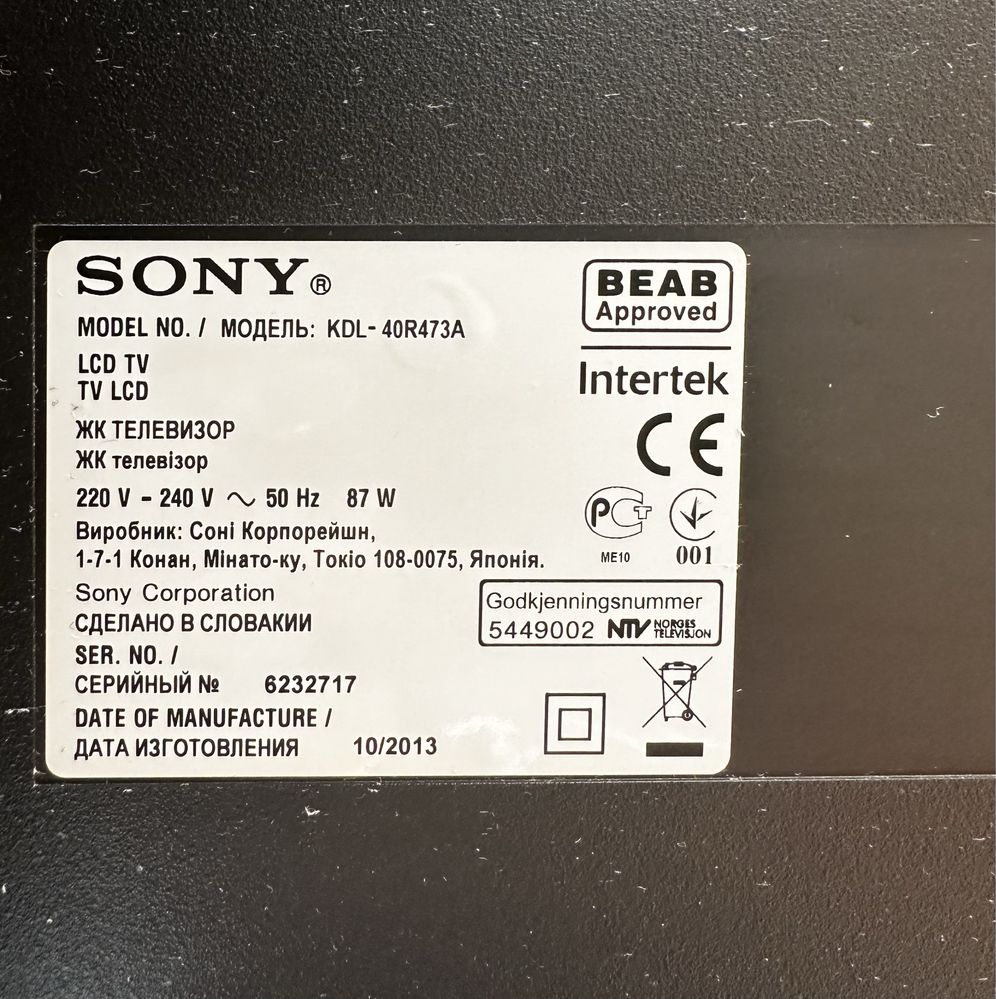 SONY®
MODEL NO. / МОДЕЛЬ: KDL- 40R473A
LCD TV
TV LCD
ЖК ТЕЛЕВИЗОР
ЖК телевізор
220 V - 240 V ~ 50 Hz 87 W
Виробник: Соні Корпорейшн,
1-7-1 Конан, Мінато-ку, Токіо 108-0075, Японія.
Sony Corporation
СДЕЛАНО В СЛОВАКИИ
SER. NO. /
СЕРИЙНЫЙ № 6232717
DATE OF MANUFACTURE /
ДАТА ИЗГОТОВЛЕНИЯ 10/2013
BEAB
Approved
Intertek
CE
РСТ
ME10
001
Godkjenningsnummer
5449002 NTV NORGES
TELEVISJON